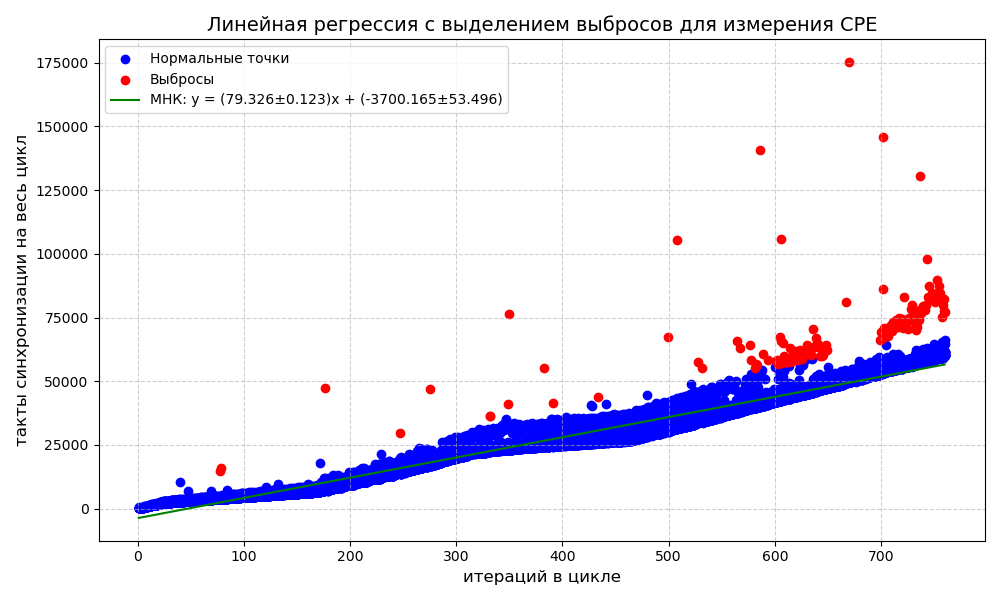 Линейная регрессия с выделением выбросов для измерения CPE
Нормальные точки
Выбросы
МНК: y = (79.326±0.123)x + (-3700.165±53.496)
такты синхронизации на весь цикл
175000
150000
125000
100000
75000
50000
25000
0
0 100 200 300 400 500 600 700
итераций в цикле